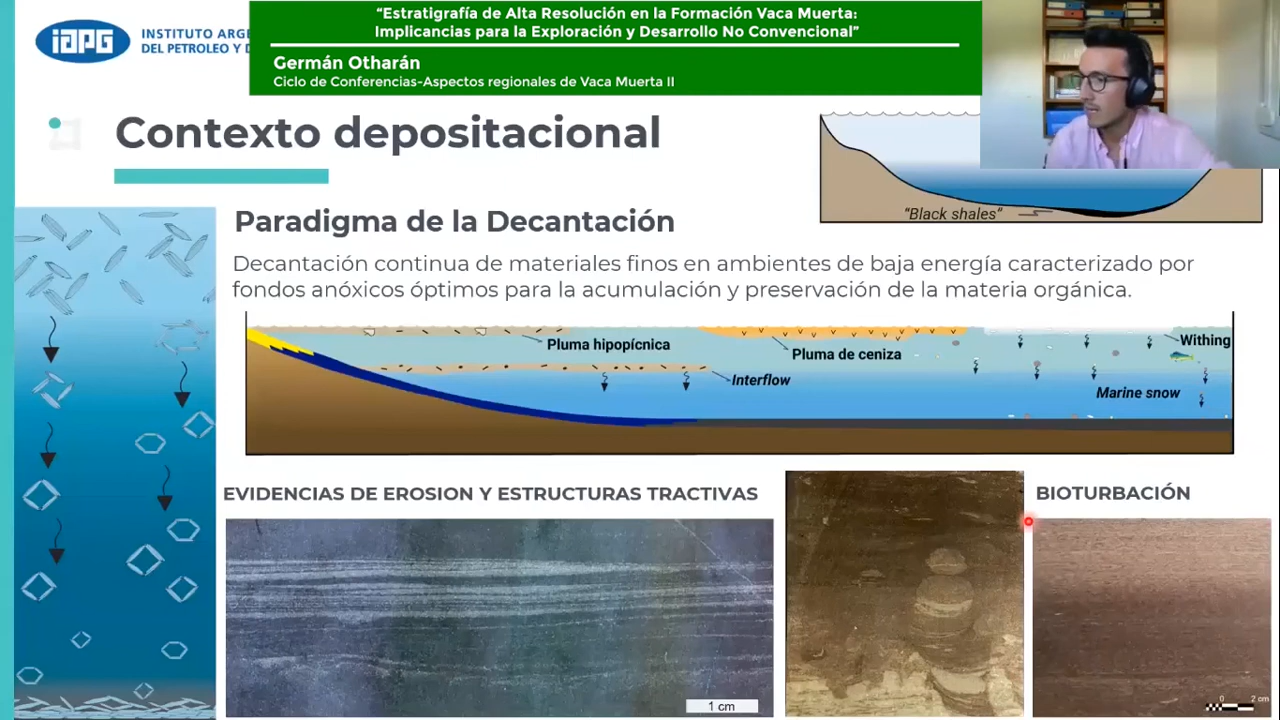 iapg
INSTITUTO ARGE
DEL PETROLEO Y D
“Estratigrafía de Alta Resolución en la Formación Vaca Muerta:
Implicancias para la Exploración y Desarrollo No Convencional”
Germán Otharán
Ciclo de Conferencias-Aspectos regionales de Vaca Muerta II
Contexto depositacional
“Black shales”
Paradigma de la Decantación
Decantación continua de materiales finos en ambientes de baja energía caracterizado por
fondos anóxicos óptimos para la acumulación y preservación de la materia orgánica.
Pluma hipopícnica
Pluma de ceniza
Withing
Interflow
Marine snow
EVIDENCIAS DE EROSION Y ESTRUCTURAS TRACTIVAS
BIOTURBACIÓN
1 cm
0 2 cm